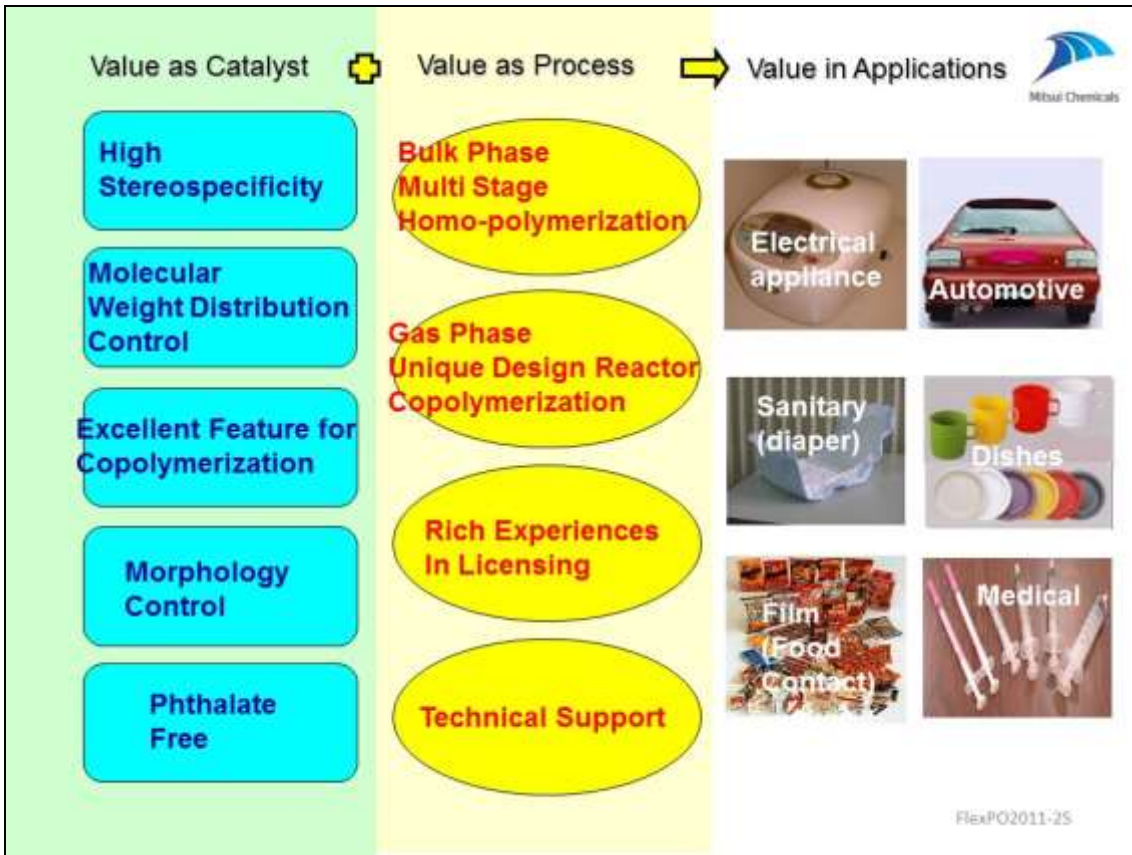 Value as Catalyst
Value as Process
Value in Applications
Mitsui Chemicals
High
Stereospecificity
Molecular
Weight Distribution
Control
Excellent Feature for
Copolymerization
Morphology
Control
Phthalate
Free
Bulk Phase
Multi Stage
Homo-polymerization
Gas Phase
Unique Design Reactor
Copolymerization
Rich Experiences
In Licensing
Technical Support
Electrical
appliance
Automotive
Sanitary
(diaper)
Dishes
Film
(Food
Contact)
Medical
FlexPO2011-25